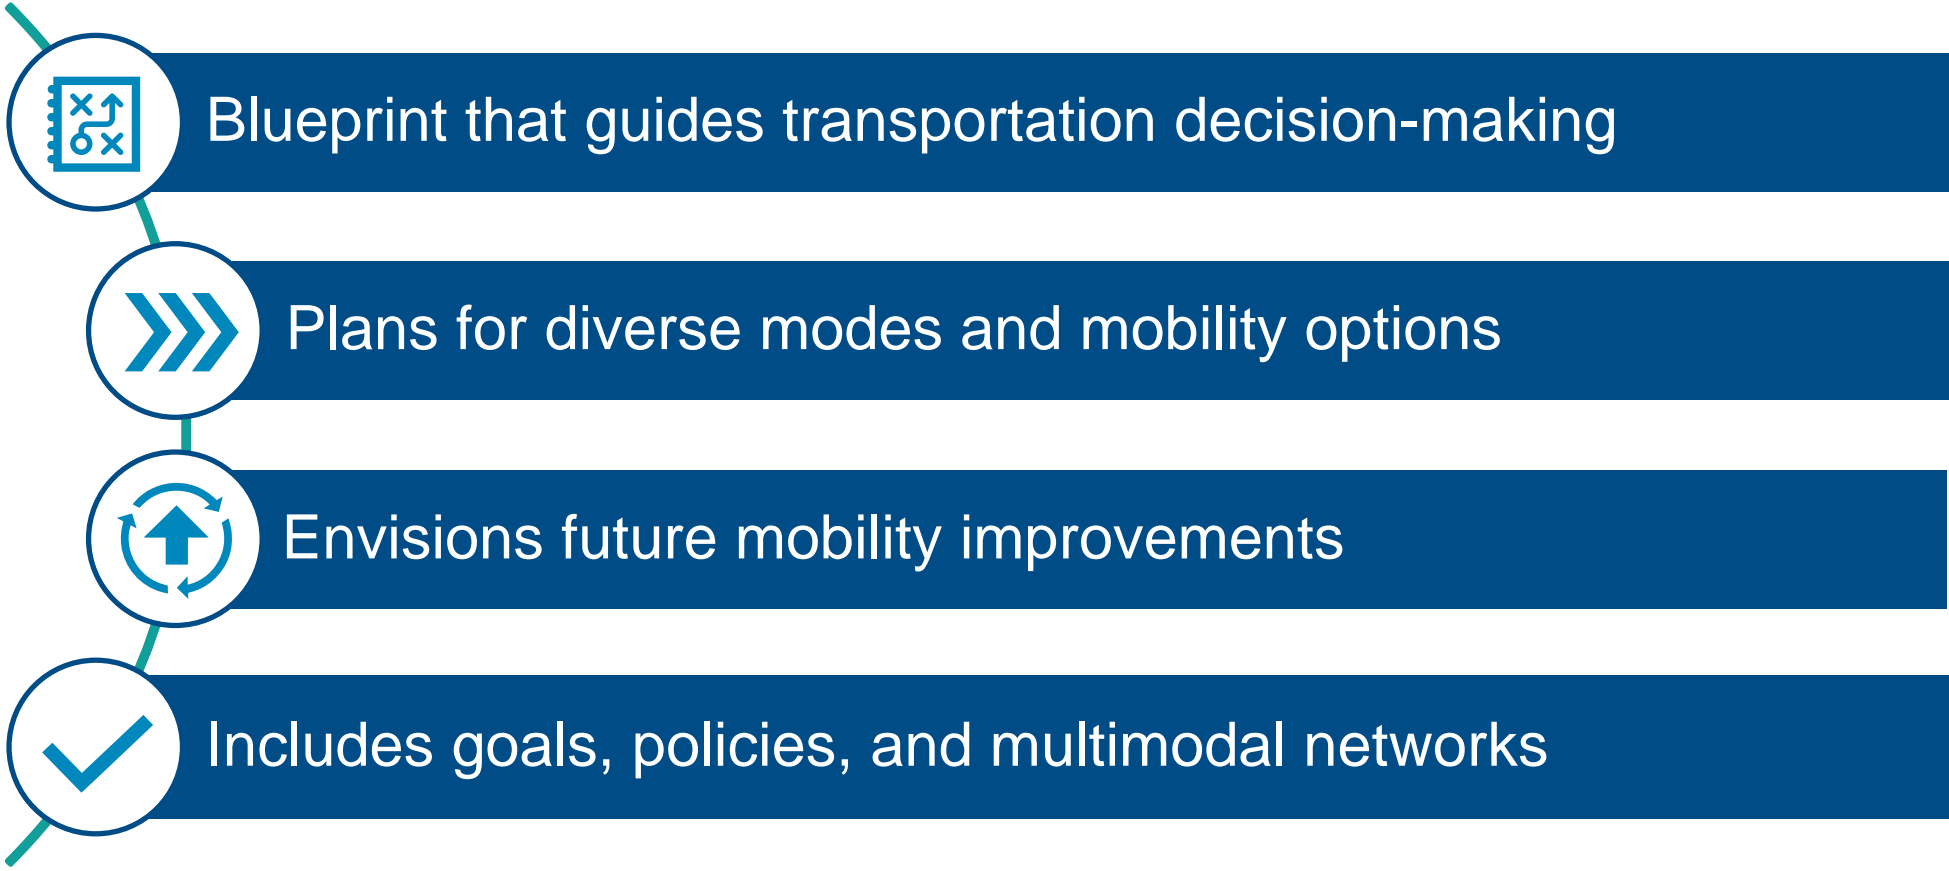 Blueprint that guides transportation decision-making
Plans for diverse modes and mobility options
Envisions future mobility improvements
Includes goals, policies, and multimodal networks